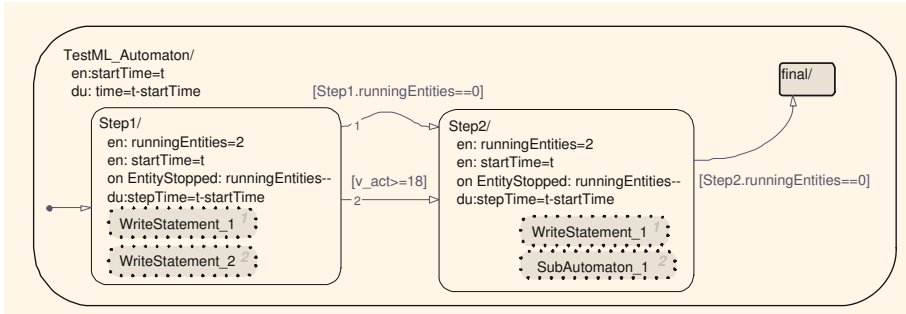 TestML_Automaton/
en:startTime=t
du: time=t-startTime
final/
[Step1.runningEntities==0]
1
Step1/
en: runningEntities=2
en: startTime=t
on EntityStopped: runningEntities--
du:stepTime=t-startTime
WriteStatement_1 1
WriteStatement_2 2
[v_act>=18]
2
Step2/
en: runningEntities=2
en: startTime=t
on EntityStopped: runningEntities--
du:stepTime=t-startTime
WriteStatement_1 1
SubAutomaton_1 2
[Step2.runningEntities==0]